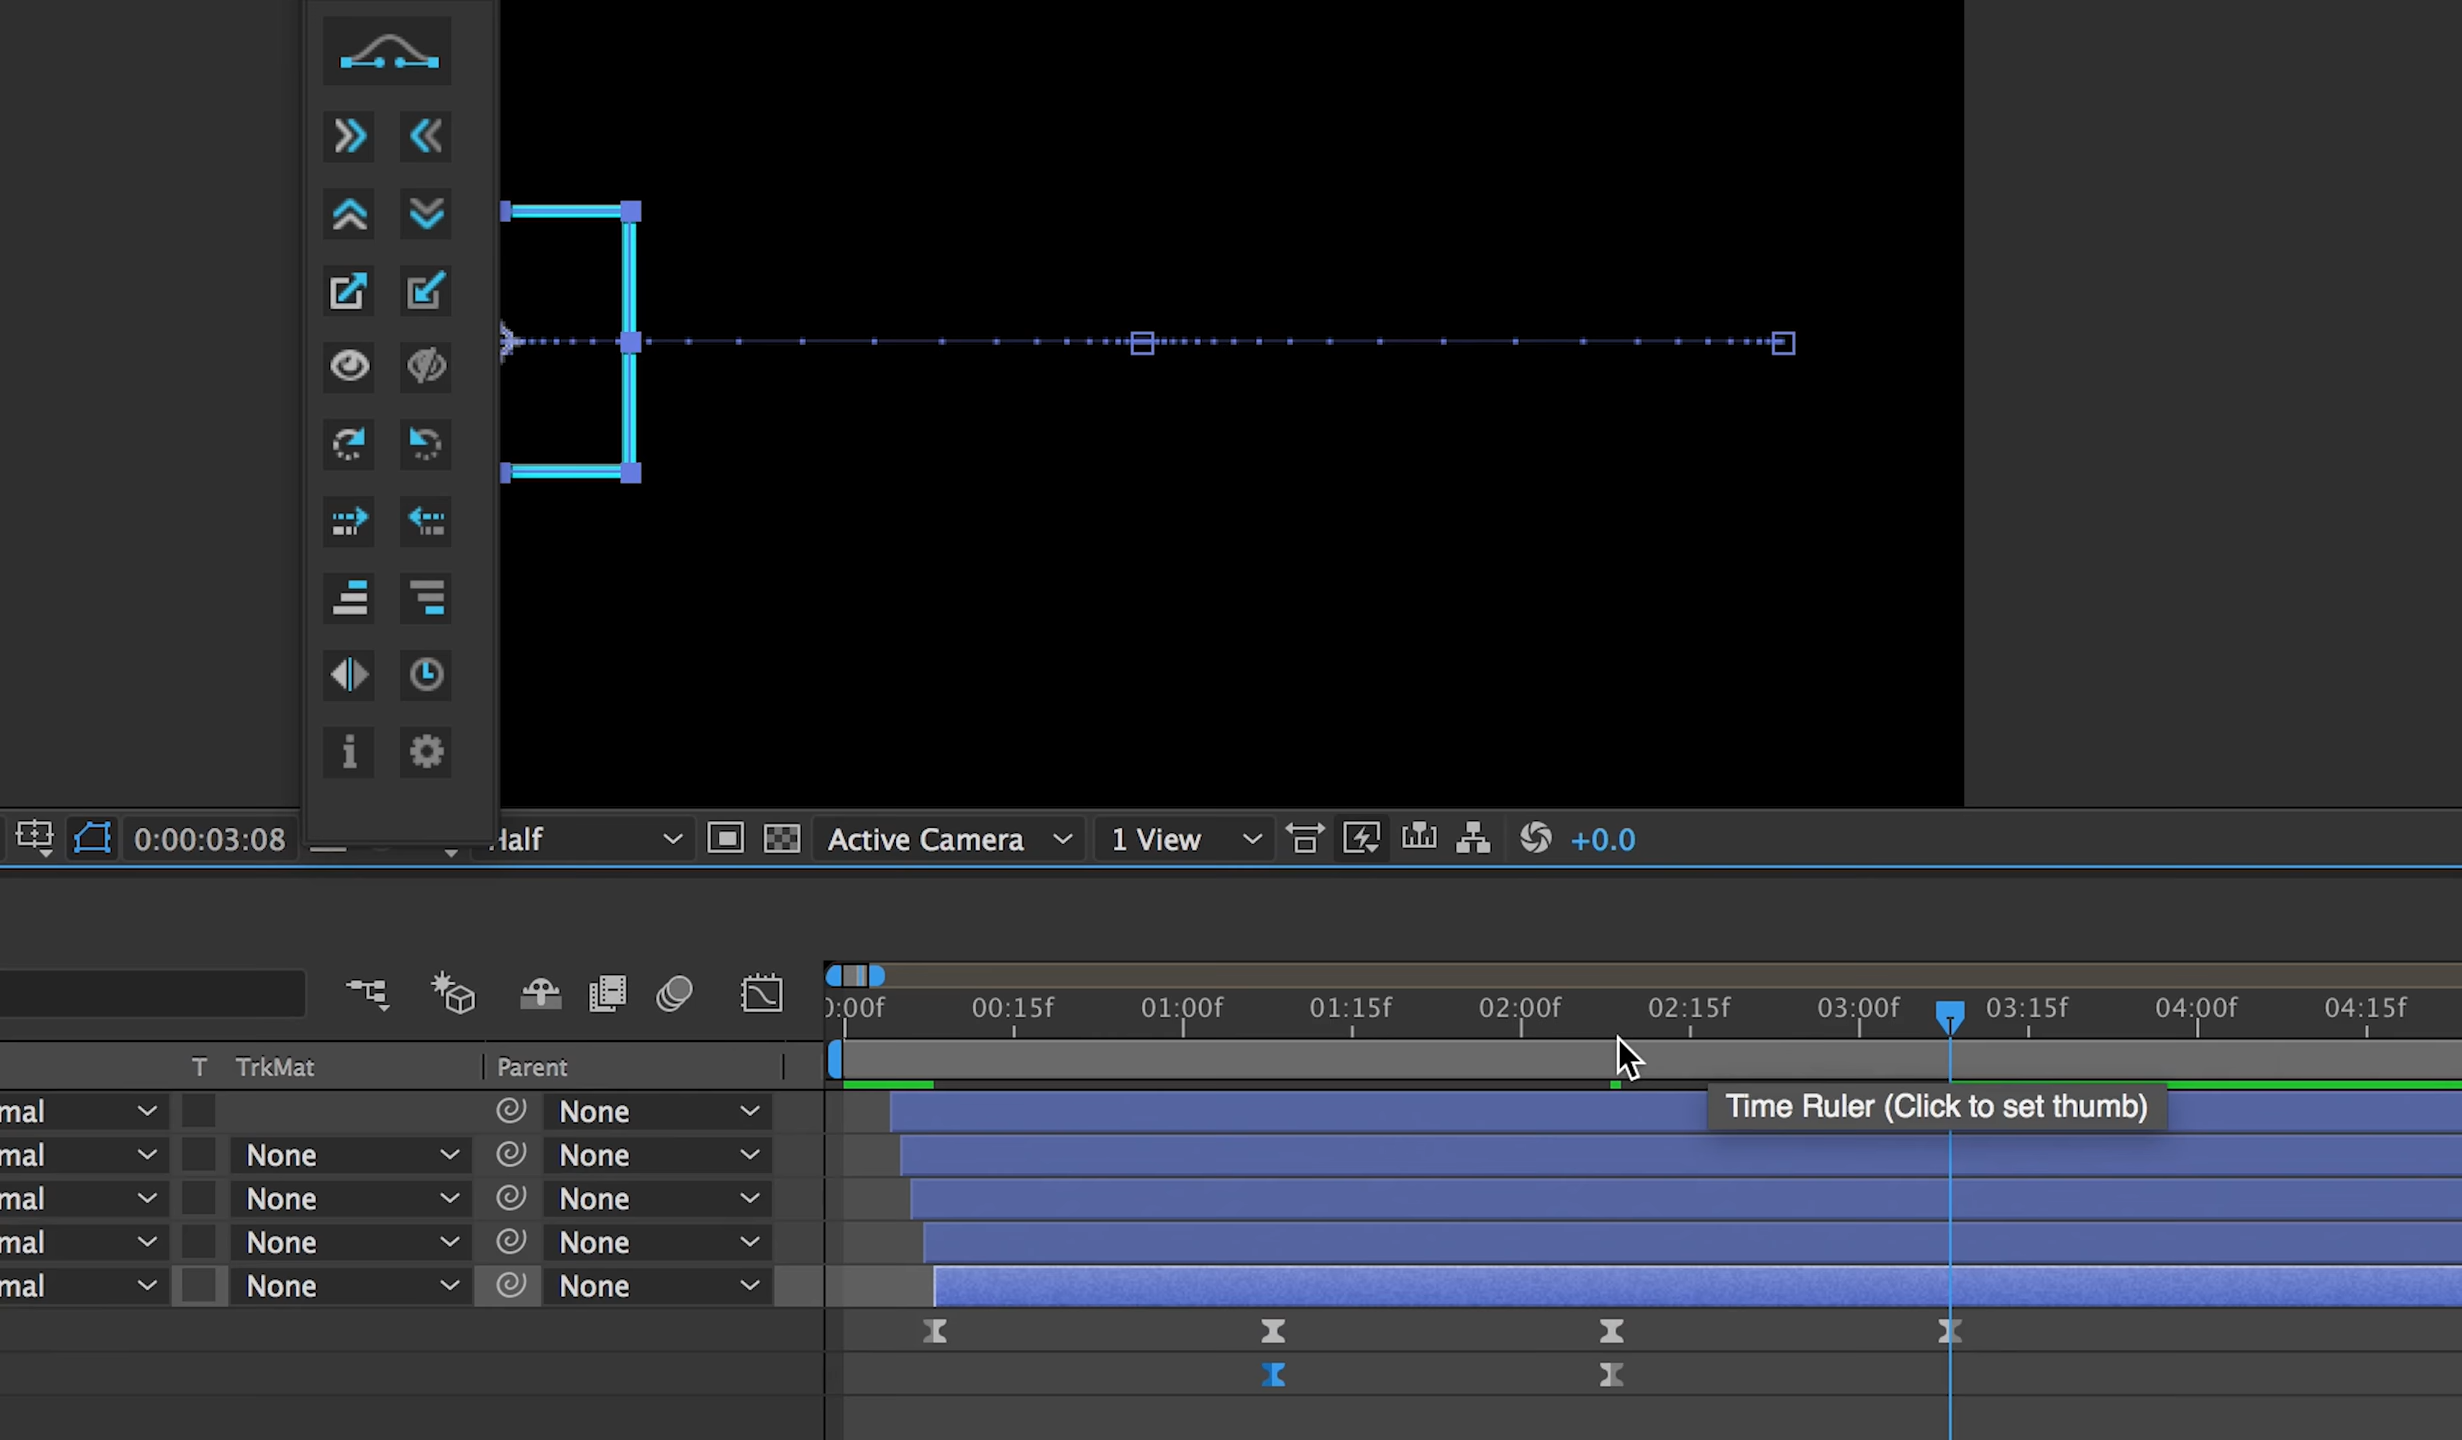 0:00:03:08 Half Active Camera 1 View +0.0
0:00f 00:15f 01:00f 01:15f 02:00f 02:15f 03:00f 03:15f 04:00f 04:15f
T TrkMat Parent
mal None
Time Ruler (Click to set thumb)
mal None None
mal None None
mal None None
mal None None